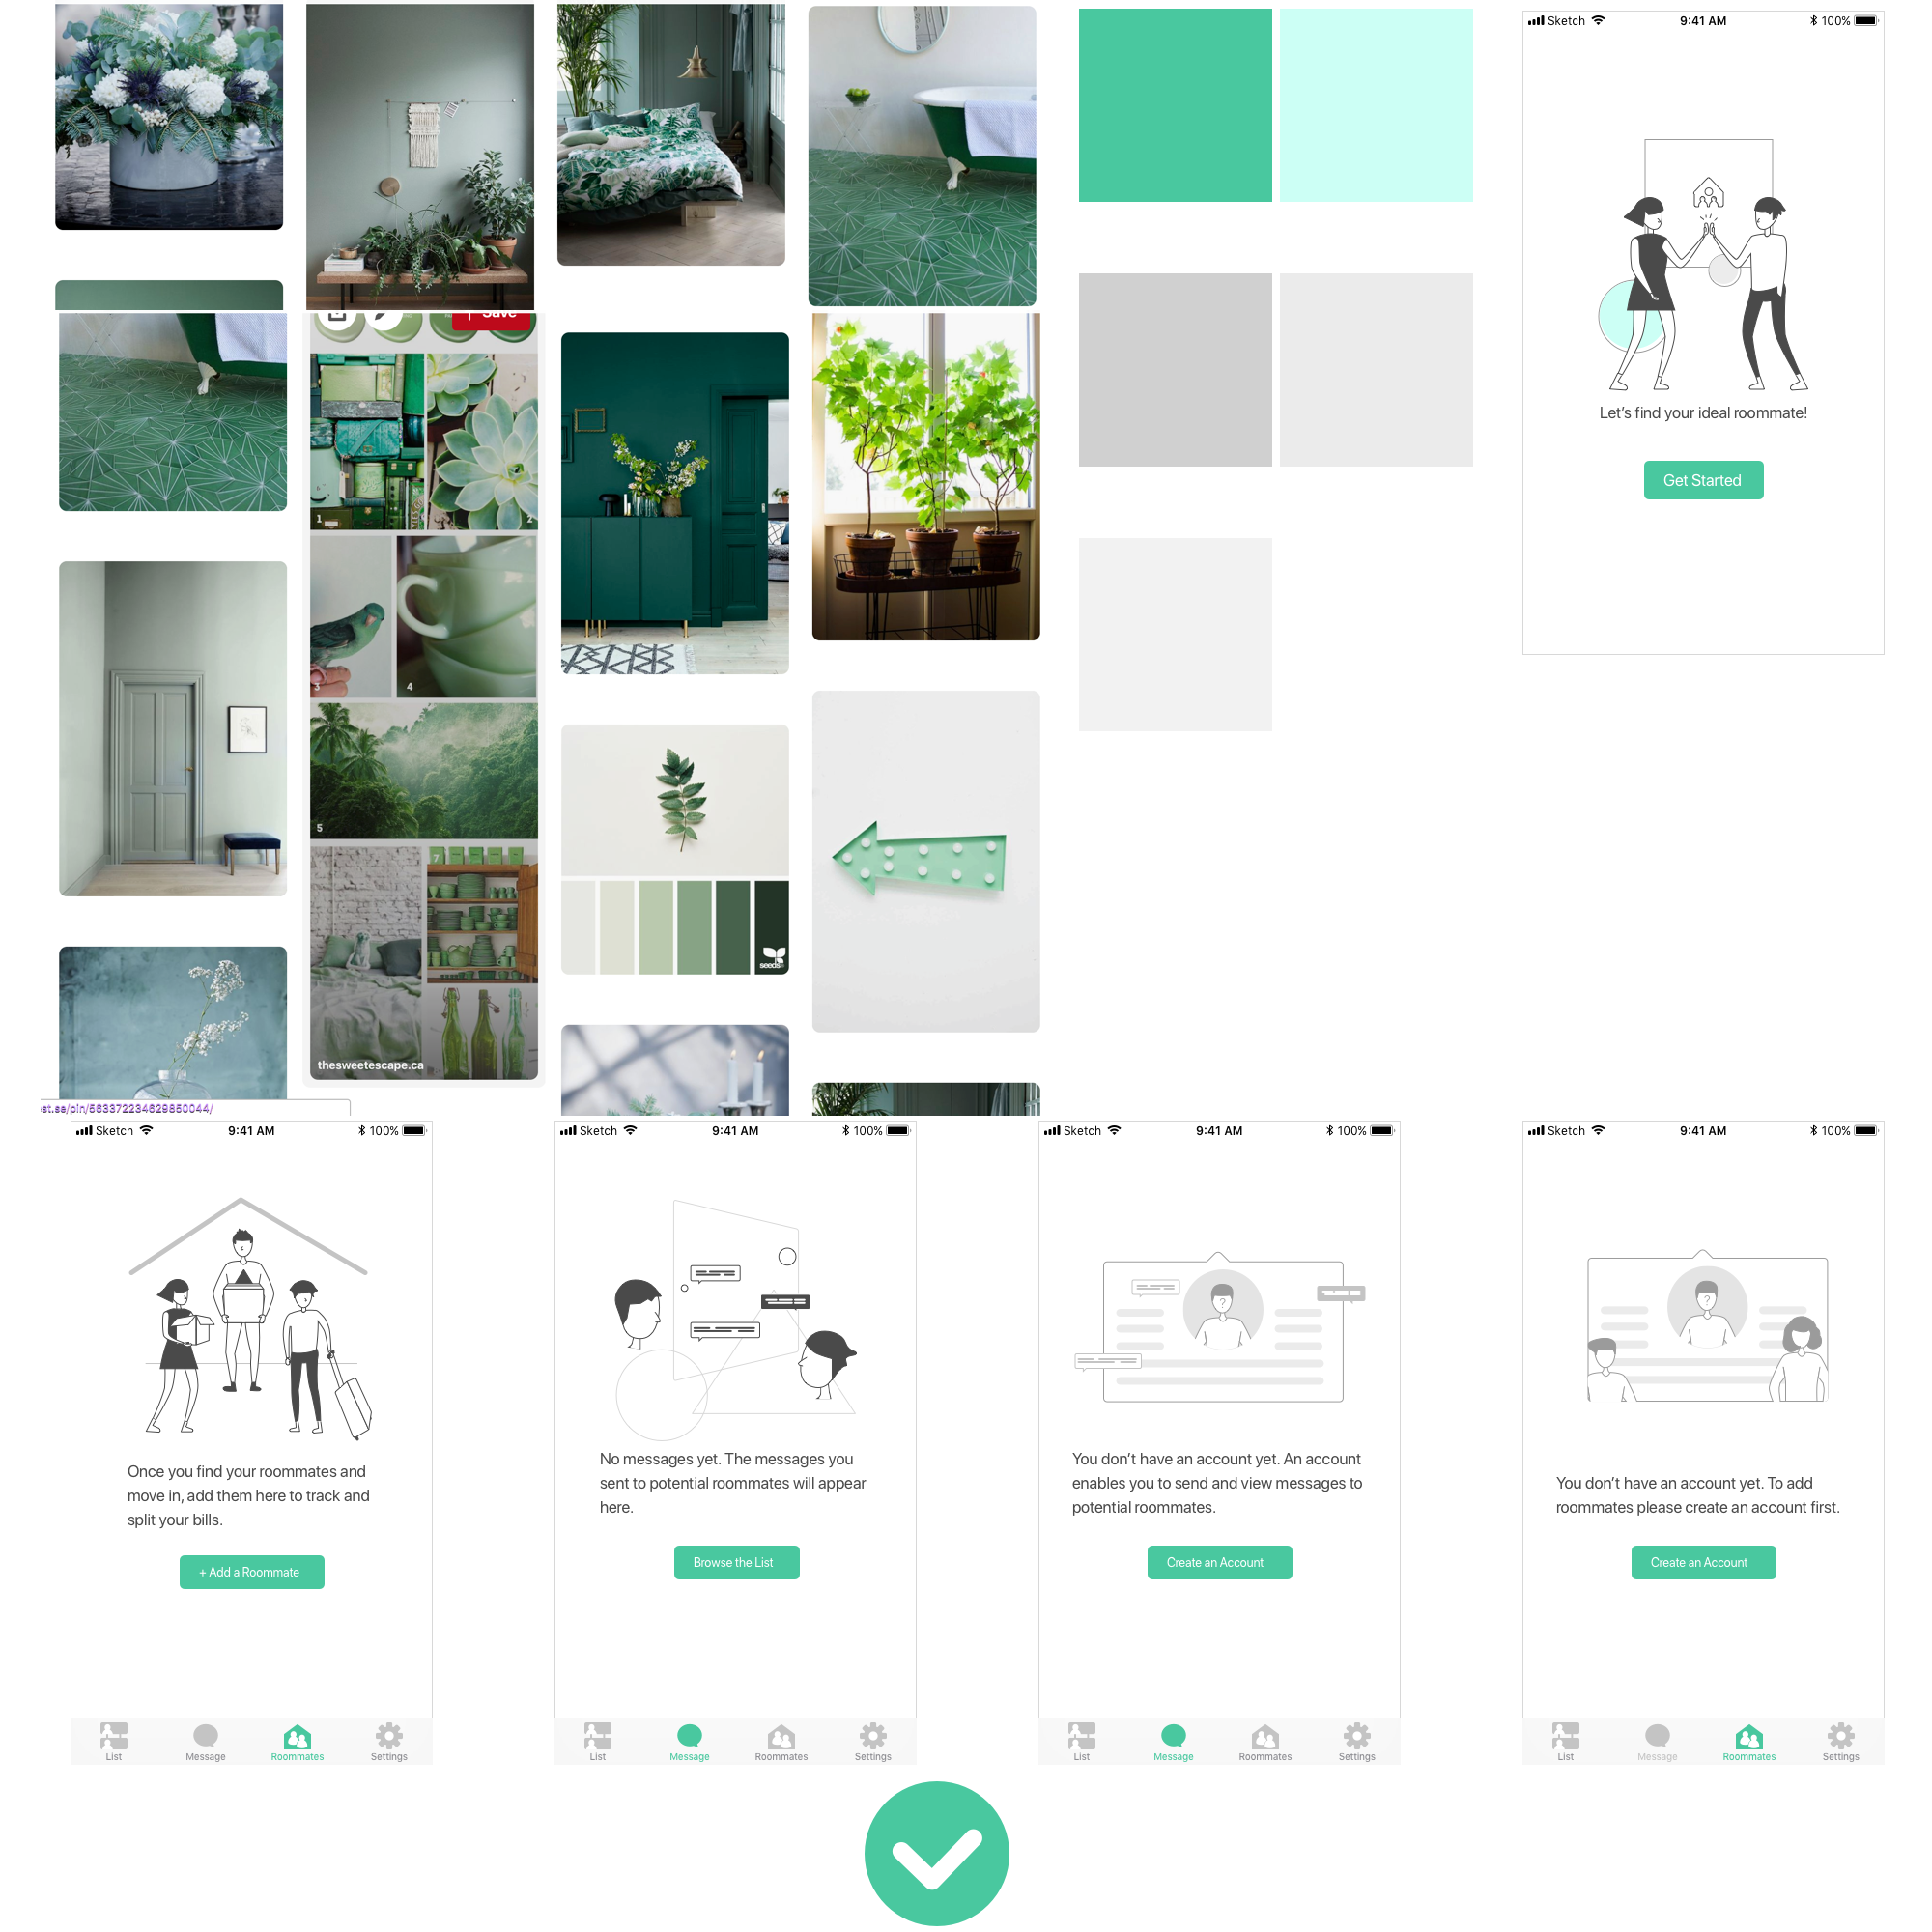 Sketch 9:41 AM 100%
Let's find your ideal roommate!
Get Started
Save
1
2
3
4
5
7
thesweetescape.ca
seeds
st.se/pin/563372234629850044/
Sketch 9:41 AM 100%
Once you find your roommates and
move in, add them here to track and
split your bills.
+ Add a Roommate
List Message Roommates Settings
Sketch 9:41 AM 100%
No messages yet. The messages you
sent to potential roommates will appear
here.
Browse the List
List Message Roommates Settings
Sketch 9:41 AM 100%
You don't have an account yet. An account
enables you to send and view messages to
potential roommates.
Create an Account
List Message Roommates Settings
Sketch 9:41 AM 100%
?
You don't have an account yet. To add
roommates please create an account first.
Create an Account
List Message Roommates Settings